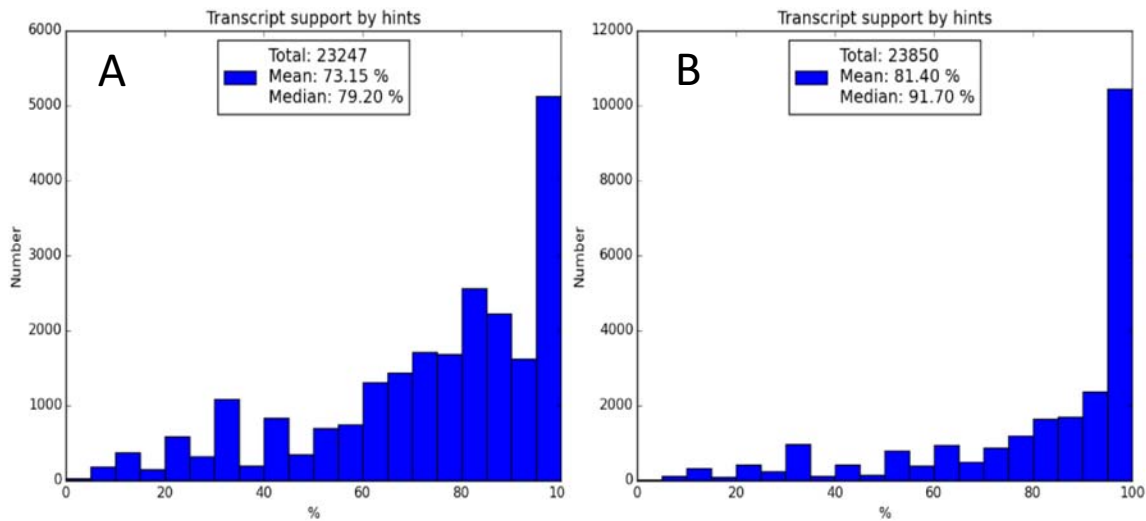 Transcript support by hints
A
Total: 23247
Mean: 73.15 %
Median: 79.20 %
6000
5000
4000
3000
2000
1000
0
Number
0 20 40 60 80 10
%
Transcript support by hints
B
Total: 23850
Mean: 81.40 %
Median: 91.70 %
12000
10000
8000
6000
4000
2000
0
Number
0 20 40 60 80 100
%